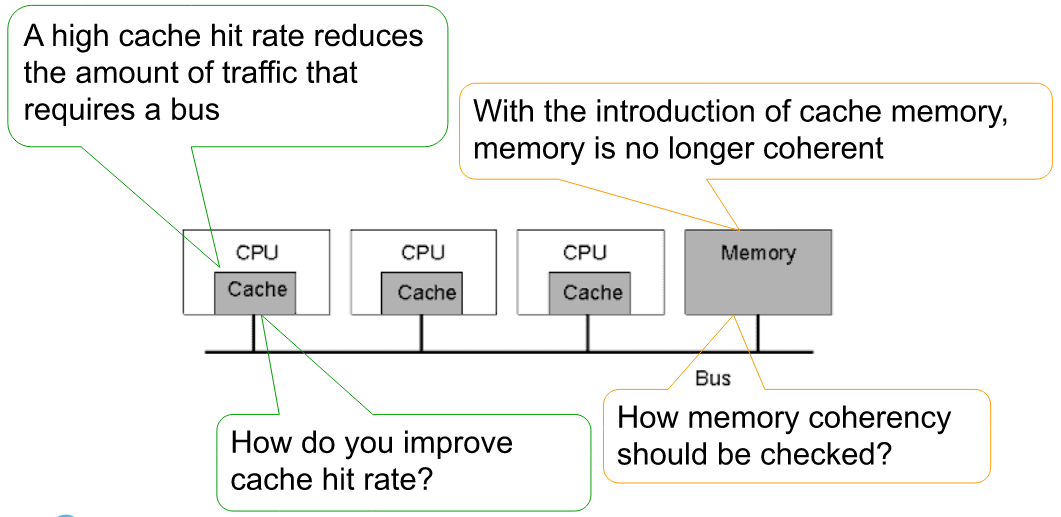 A high cache hit rate reduces
the amount of traffic that
requires a bus
With the introduction of cache memory,
memory is no longer coherent
CPU
Cache
CPU
Cache
CPU
Cache
Memory
Bus
How do you improve
cache hit rate?
How memory coherency
should be checked?